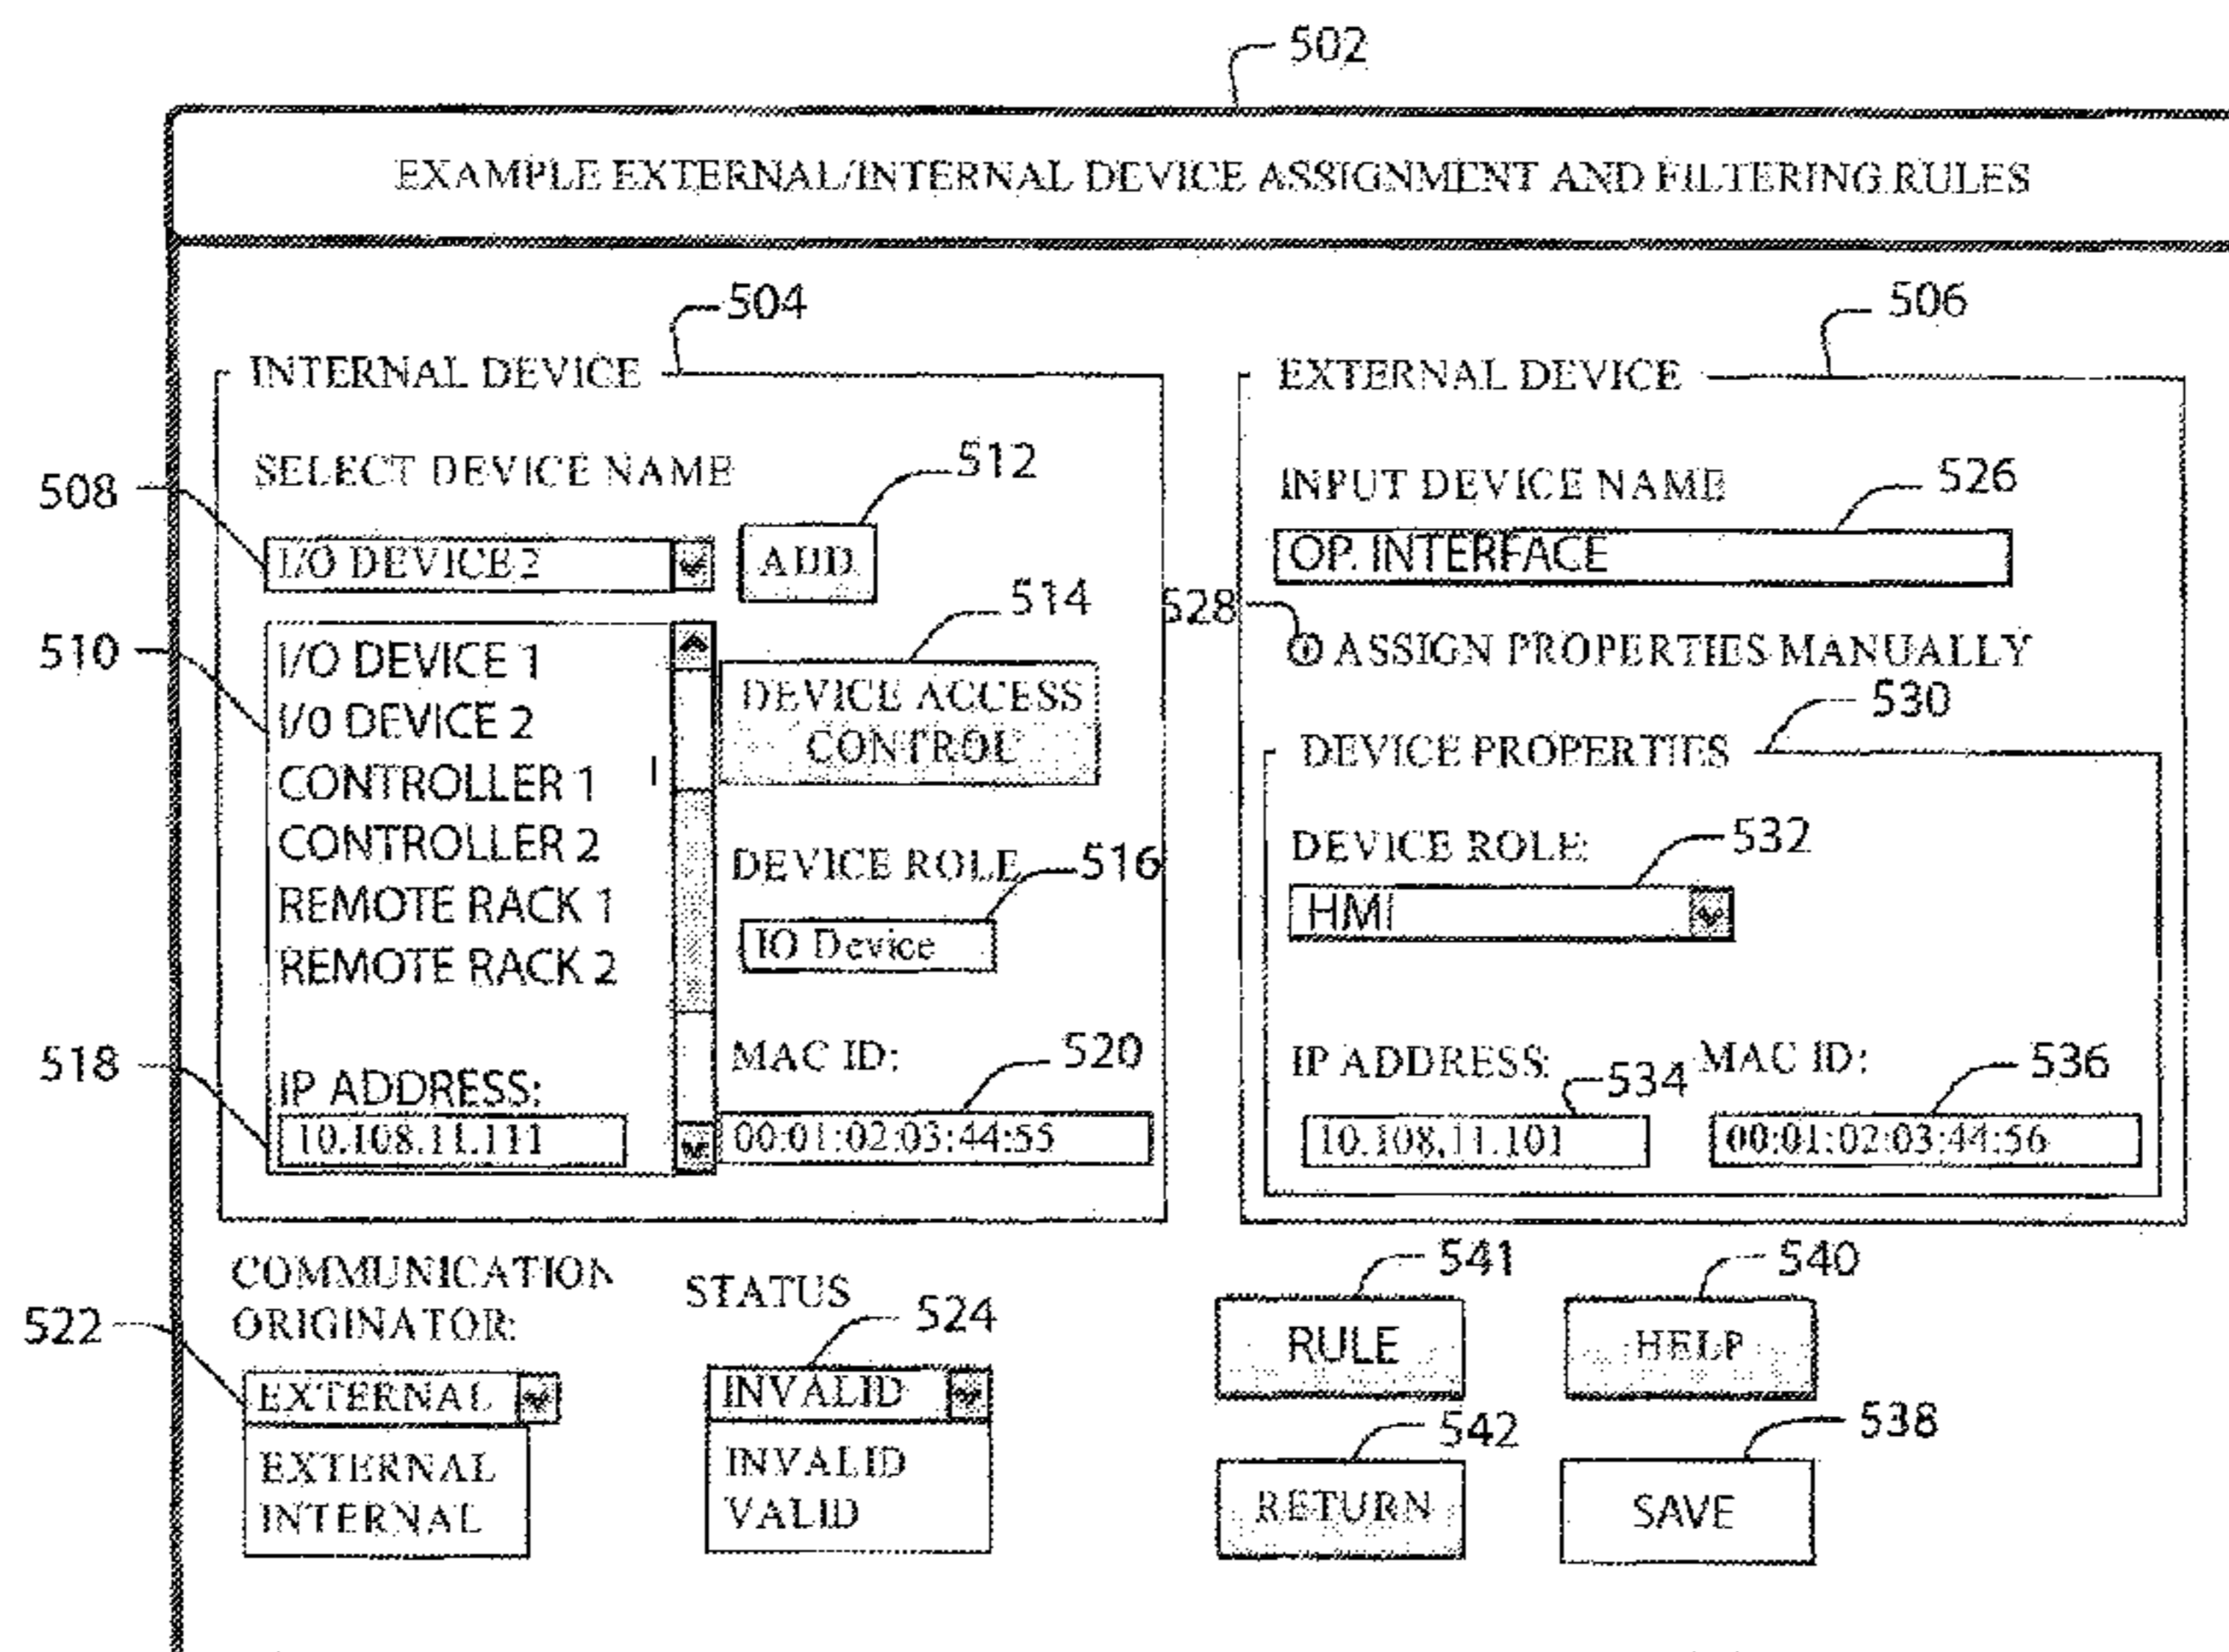 502
EXAMPLE EXTERNAL/INTERNAL DEVICE ASSIGNMENT AND FILTERING RULES
504
506
INTERNAL DEVICE
EXTERNAL DEVICE
SELECT DEVICE NAME
512
508
I/O DEVICE 2
ADD
INPUT DEVICE NAME
526
OP. INTERFACE
514
528
510
I/O DEVICE 1
I/0 DEVICE 2
CONTROLLER 1
CONTROLLER 2
REMOTE RACK 1
REMOTE RACK 2
DEVICE ACCESS
CONTROL
ASSIGN PROPERTIES MANUALLY
530
DEVICE PROPERTIES
DEVICE ROLE
516
IO Device
DEVICE ROLE:
532
HMI
518
IP ADDRESS:
10.108.11.111
MAC ID:
520
00:01:02:03:44:55
IP ADDRESS:
534
10.108.11.101
MAC ID:
536
00:01:02:03:44:56
COMMUNICATION
ORIGINATOR:
522
EXTERNAL
EXTERNAL
INTERNAL
STATUS
524
INVALID
INVALID
VALID
541
RULE
540
HELP
542
RETURN
538
SAVE